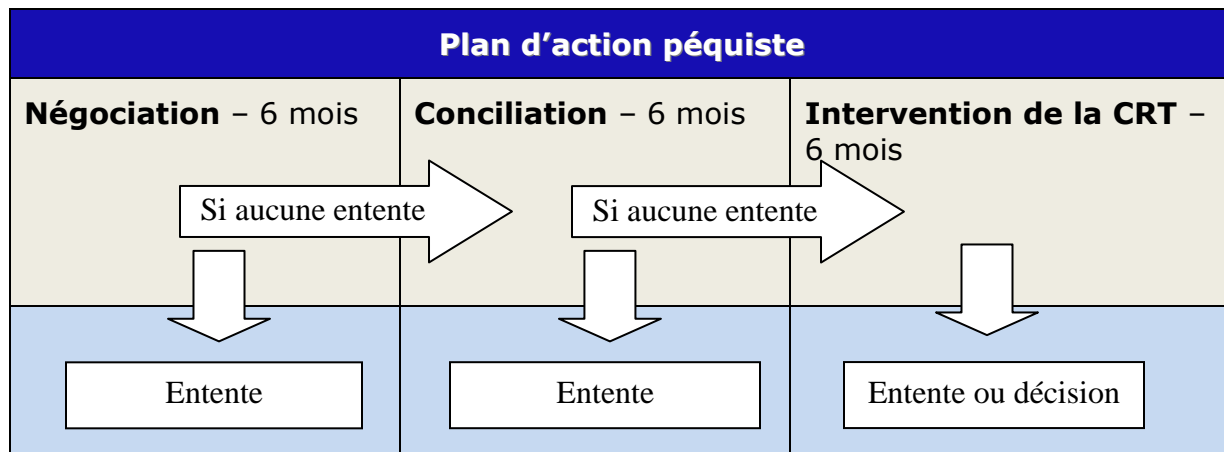 Plan d’action péquiste
Négociation – 6 mois
Conciliation – 6 mois
Intervention de la CRT –
6 mois
Si aucune entente
Si aucune entente
Entente
Entente
Entente ou décision